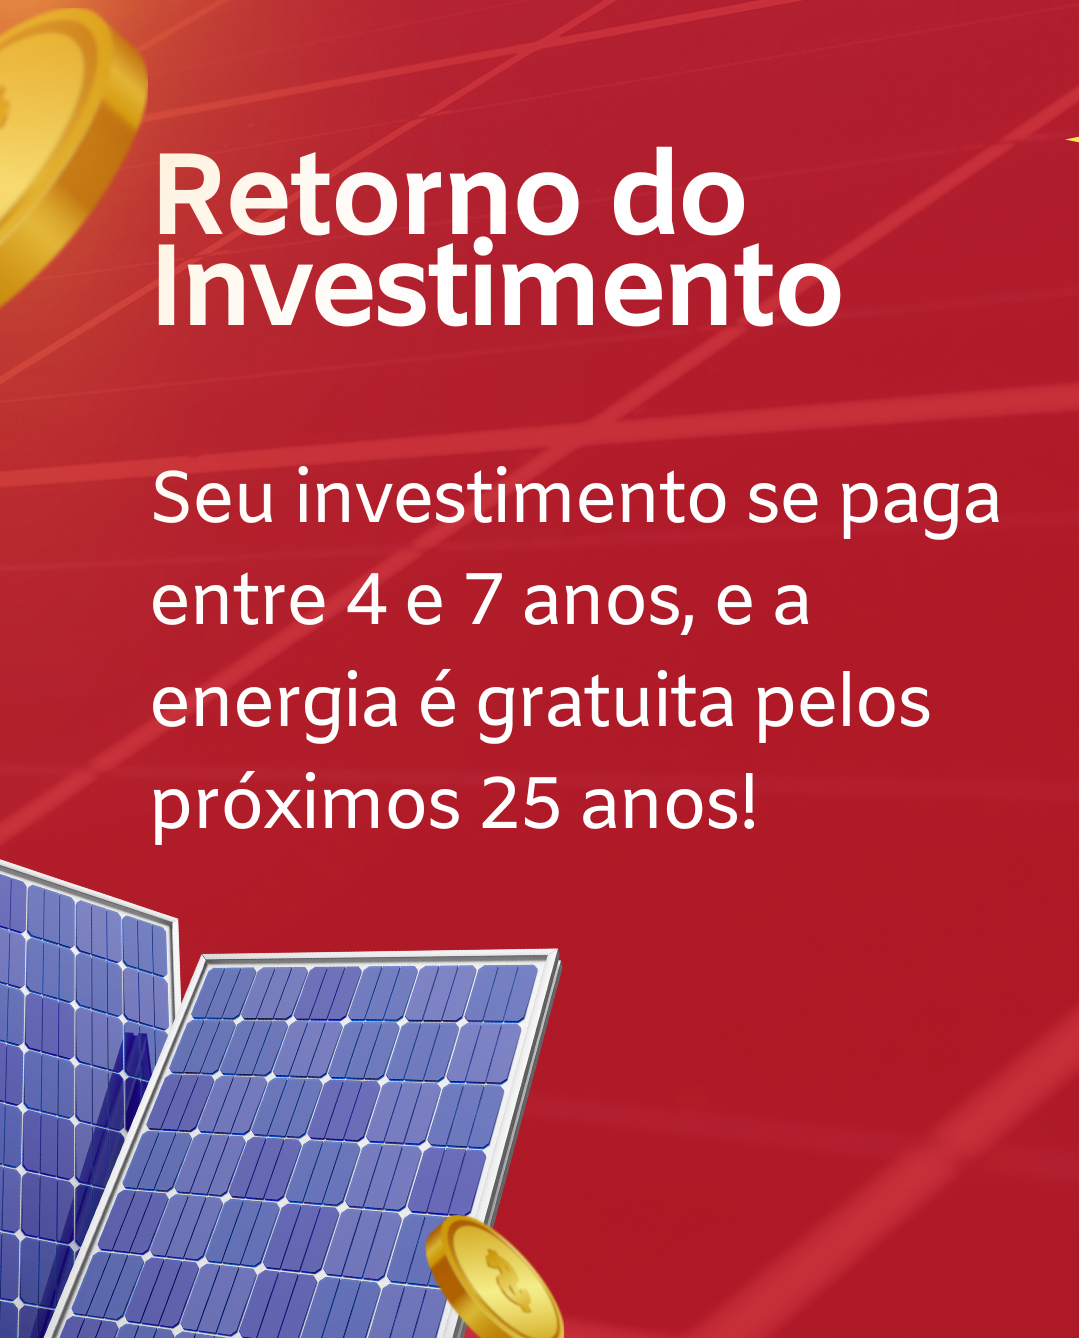 Retorno do
Investimento
Seu investimento se paga
entre 4 e 7 anos, e a
energia é gratuita pelos
próximos 25 anos!